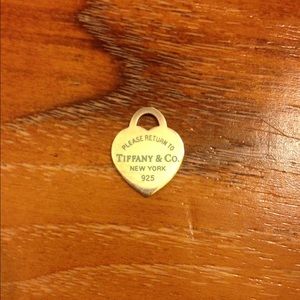 PLEASE RETURN TO
TIFFANY & CO.
NEW YORK
925